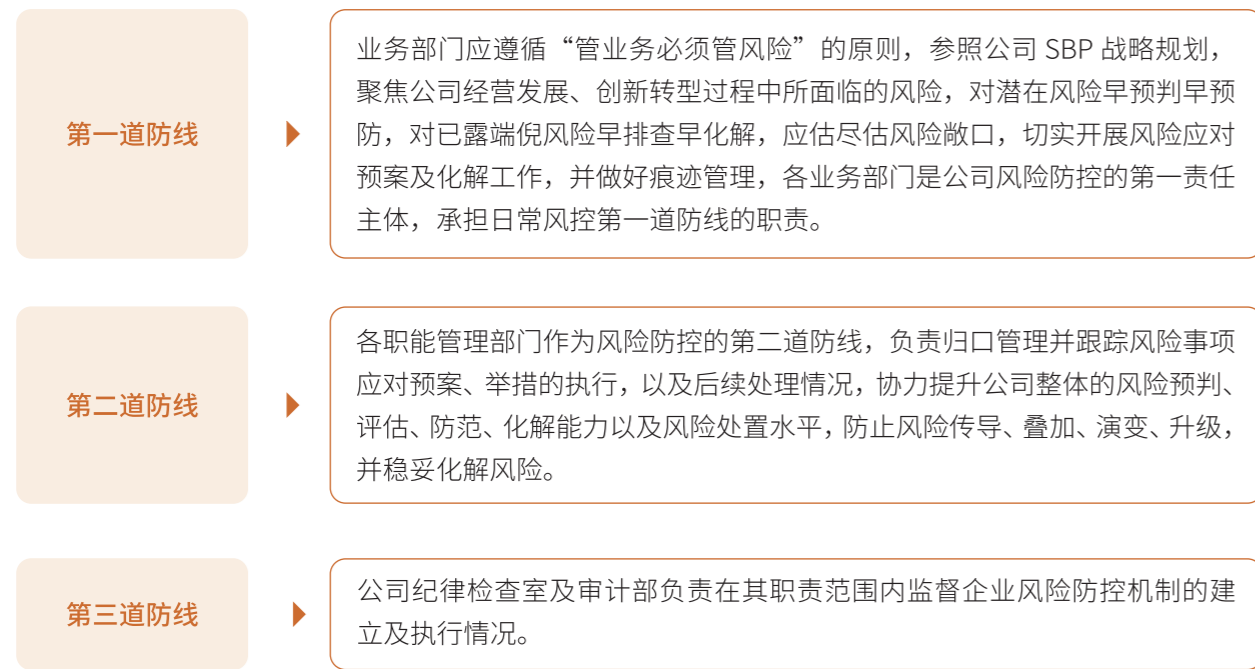 第一道防线
业务部门应遵循“管业务必须管风险”的原则，参照公司 SBP 战略规划，
聚焦公司经营发展、创新转型过程中所面临的风险，对潜在风险早预判早预
防，对已露端倪风险早排查早化解，应估尽估风险敞口，切实开展风险应对
预案及化解工作，并做好痕迹管理，各业务部门是公司风险防控的第一责任
主体，承担日常风控第一道防线的职责。
第二道防线
各职能管理部门作为风险防控的第二道防线，负责归口管理并跟踪风险事项
应对预案、举措的执行，以及后续处理情况，协力提升公司整体的风险预判、
评估、防范、化解能力以及风险处置水平，防止风险传导、叠加、演变、升级，
并稳妥化解风险。
第三道防线
公司纪律检查室及审计部负责在其职责范围内监督企业风险防控机制的建
立及执行情况。